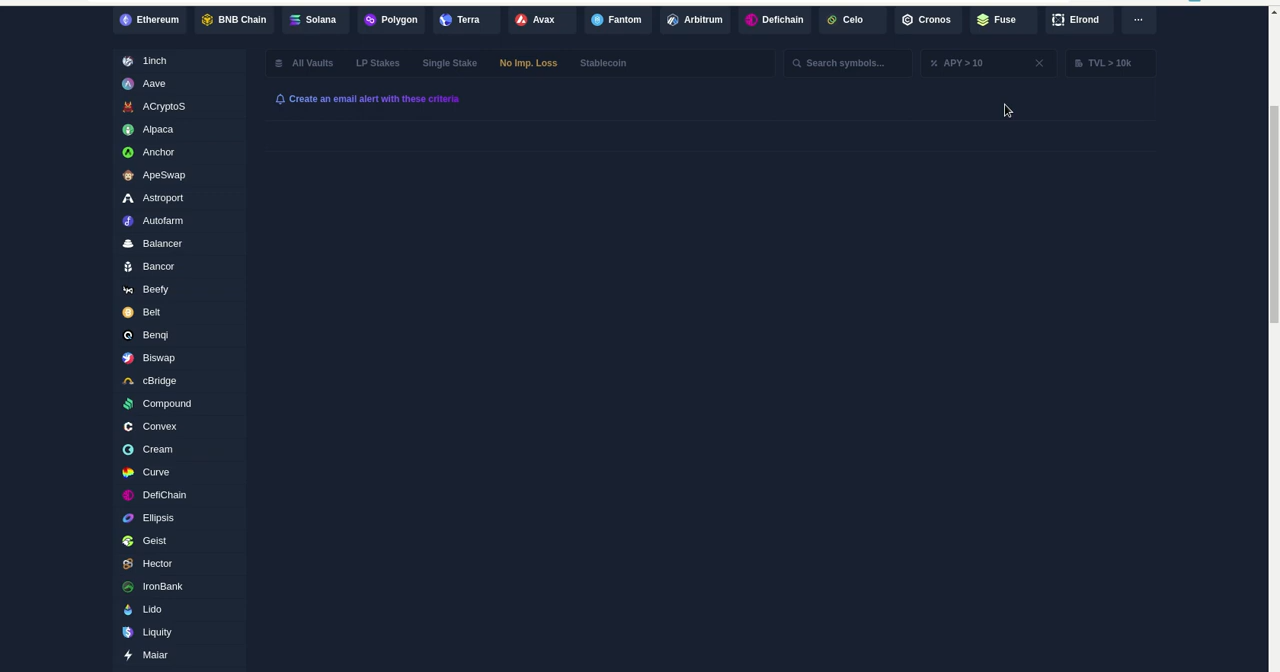 Ethereum BNB Chain Solana Polygon Terra Avax Fantom Arbitrum Defichain Celo Cronos Fuse Elrond ...
All Vaults LP Stakes Single Stake No Imp. Loss Stablecoin Search symbols... APY > 10 TVL > 10k
Create an email alert with these criteria
1inch
Aave
ACryptoS
Alpaca
Anchor
ApeSwap
Astroport
Autofarm
Balancer
Bancor
Beefy
Belt
Benqi
Biswap
cBridge
Compound
Convex
Cream
Curve
DefiChain
Ellipsis
Geist
Hector
IronBank
Lido
Liquity
Maiar